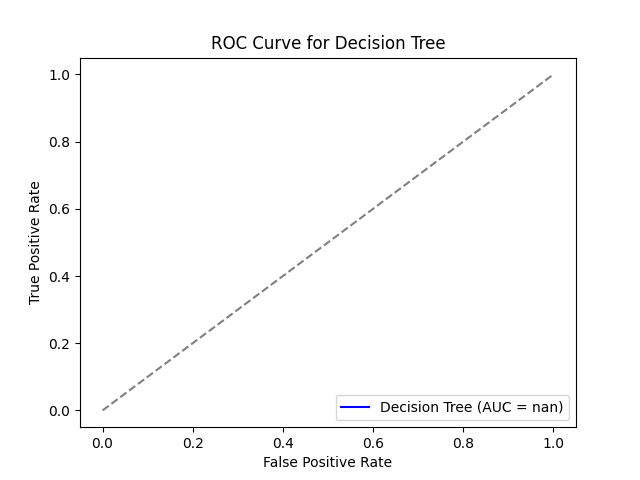 ROC Curve for Decision Tree
True Positive Rate
1.0
0.8
0.6
0.4
0.2
0.0
Decision Tree (AUC = nan)
0.0 0.2 0.4 0.6 0.8 1.0
False Positive Rate